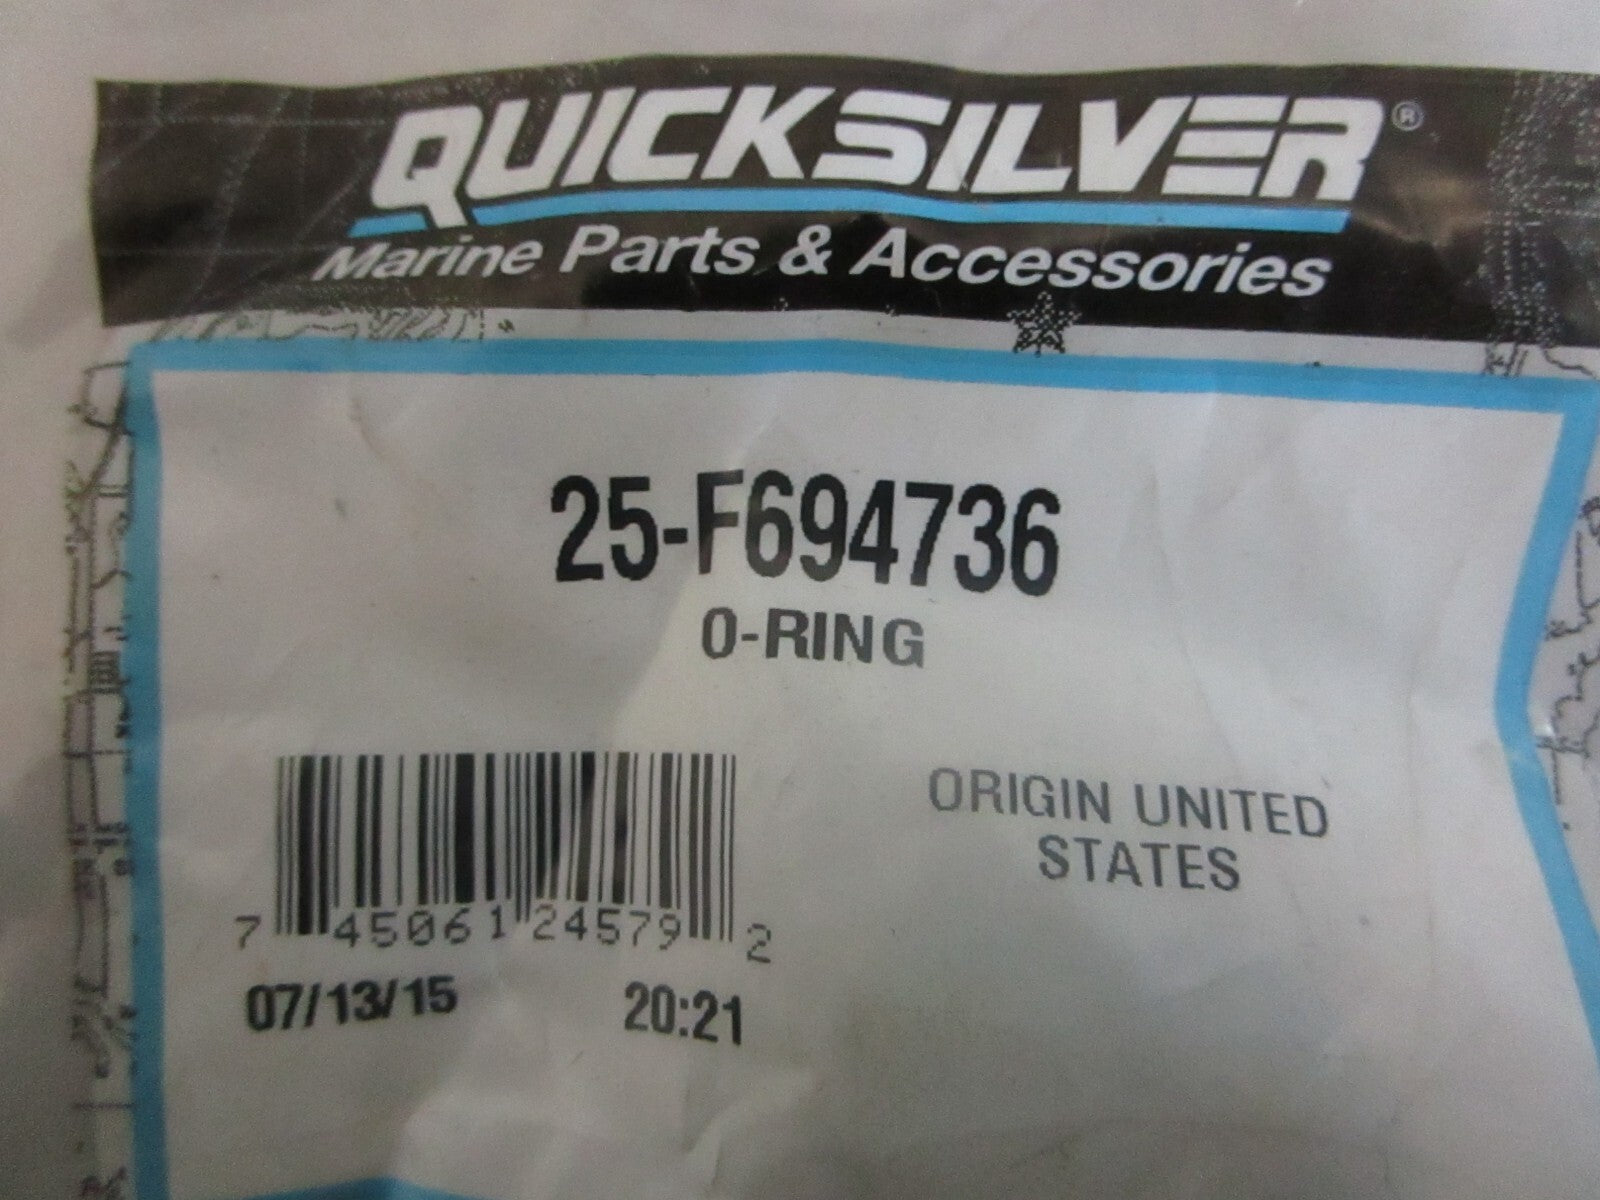 QUICKSILVER®
Marine Parts & Accessories
25-F694736
O-RING
ORIGIN UNITED
STATES
7 45061 24579 2
07/13/15 20:21